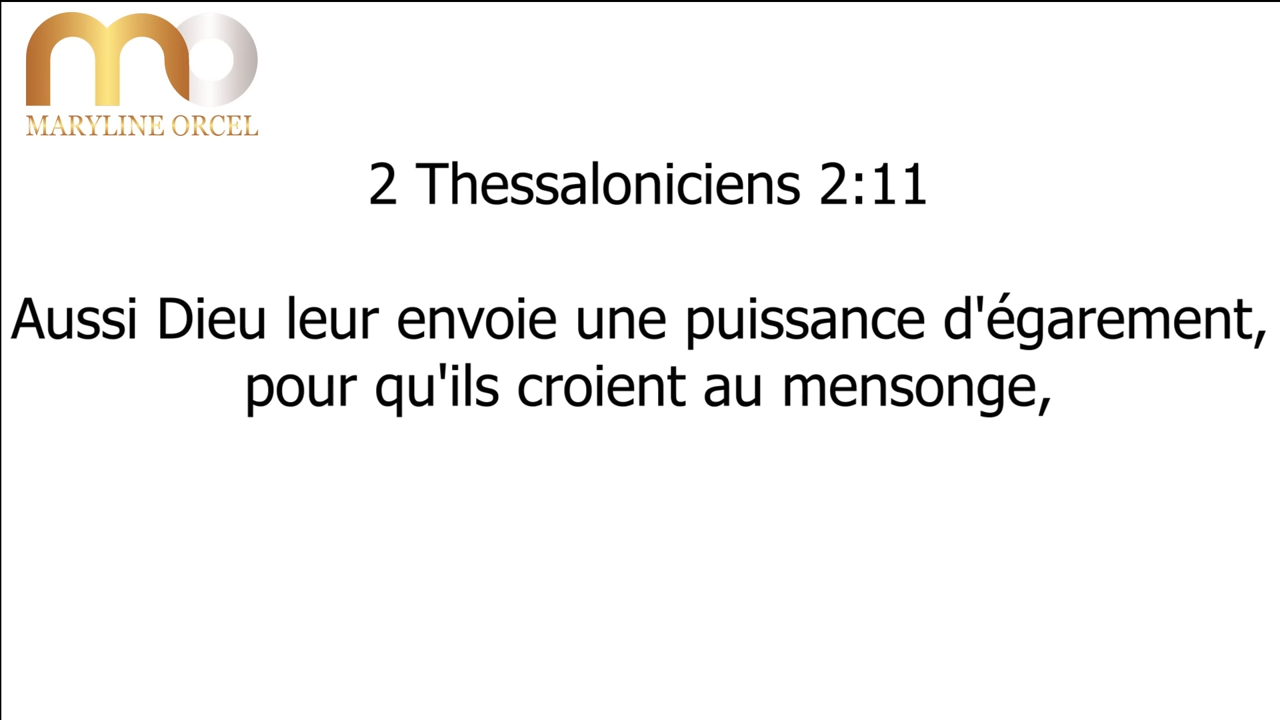 mo
MARYLINE ORCEL
2 Thessaloniciens 2:11
Aussi Dieu leur envoie une puissance d'égarement,
pour qu'ils croient au mensonge,